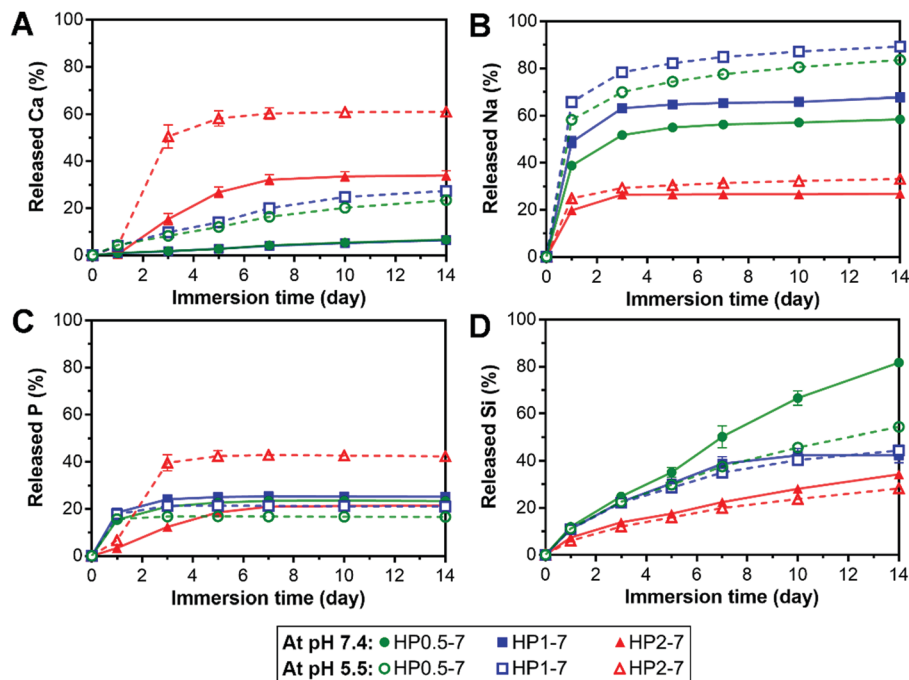 A
B
Released Ca (%)
100
80
60
40
20
0
0 2 4 6 8 10 12 14
Immersion time (day)
Released Na (%)
100
80
60
40
20
0
0 2 4 6 8 10 12 14
Immersion time (day)
C
D
Released P (%)
100
80
60
40
20
0
0 2 4 6 8 10 12 14
Immersion time (day)
Released Si (%)
100
80
60
40
20
0
0 2 4 6 8 10 12 14
Immersion time (day)
At pH 7.4: HP0.5-7 HP1-7 HP2-7
At pH 5.5: HP0.5-7 HP1-7 HP2-7